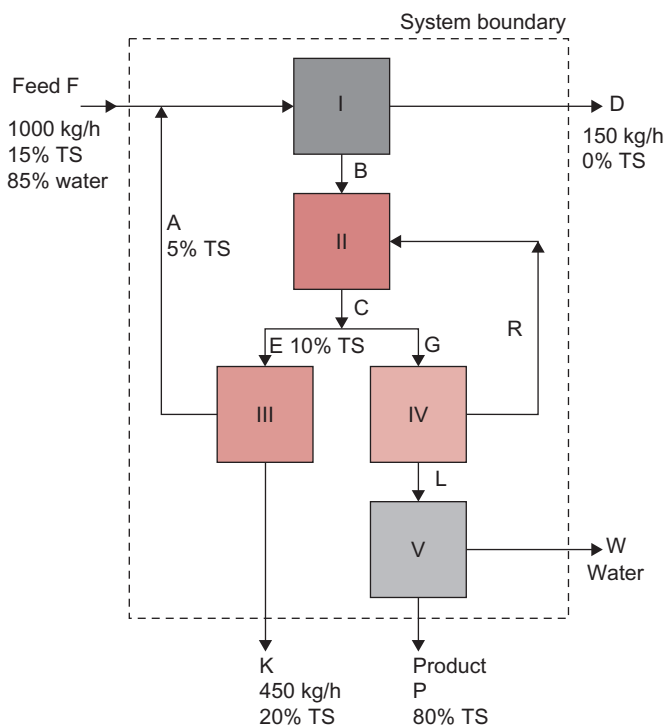 System boundary
Feed F
1000 kg/h
15% TS
85% water
I
D
150 kg/h
0% TS
B
A
5% TS
II
C
R
E 10% TS
G
III
IV
L
V
W
Water
K
450 kg/h
20% TS
Product
P
80% TS